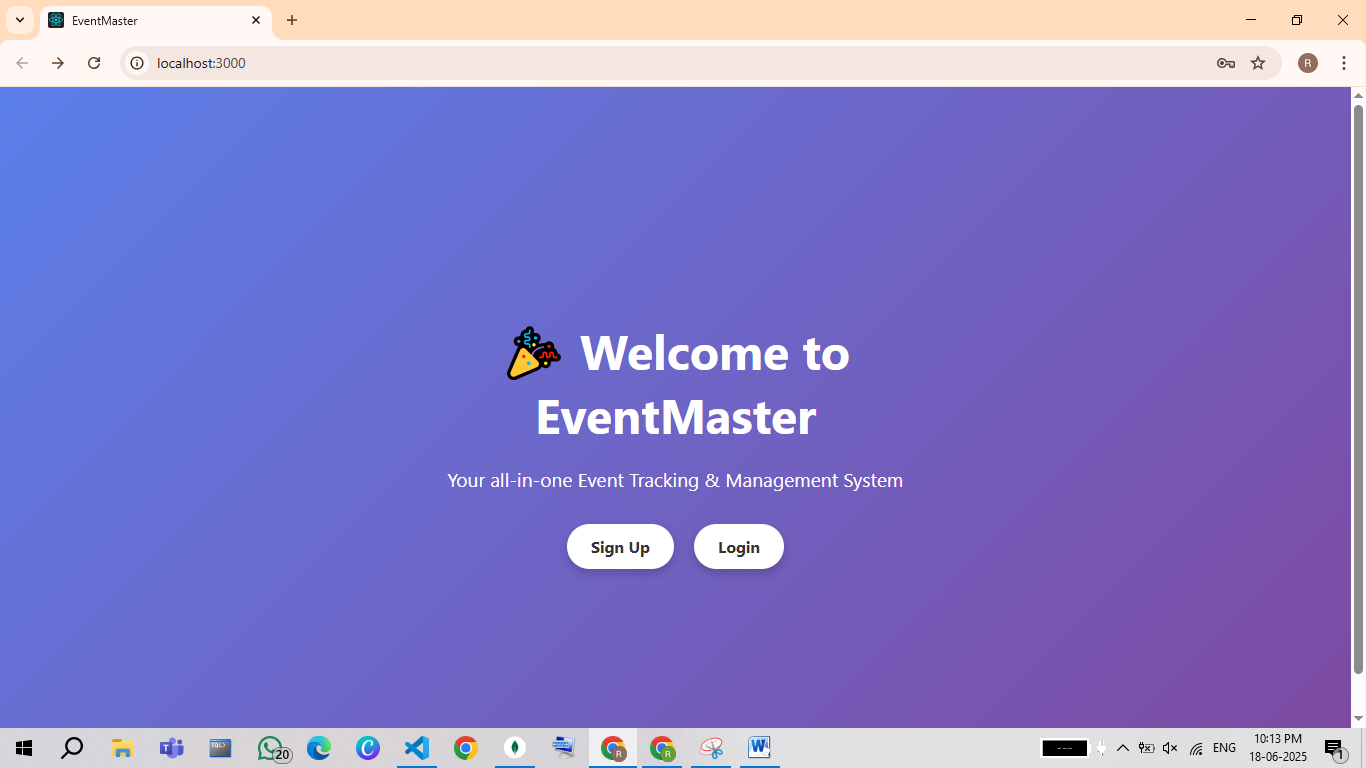 EventMaster
localhost:3000
R
🎉 Welcome to
EventMaster
Your all-in-one Event Tracking & Management System
Sign Up
Login
20
R
R
ENG
10:13 PM
18-06-2025
1